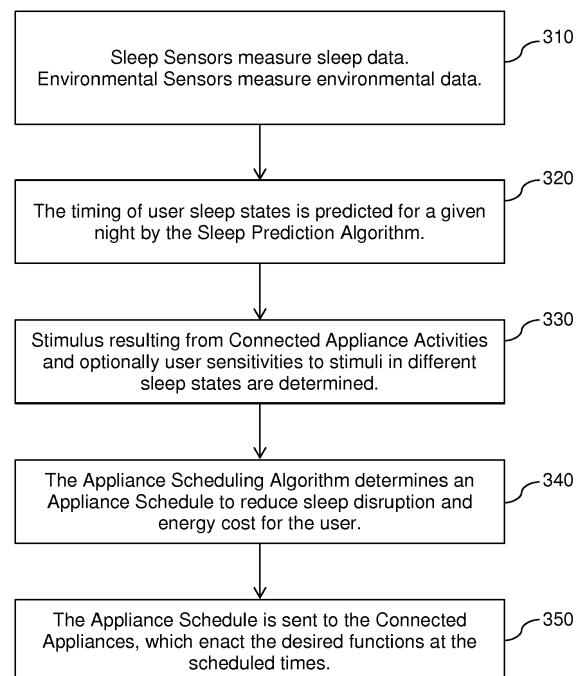 310
Sleep Sensors measure sleep data.
Environmental Sensors measure environmental data.
320
The timing of user sleep states is predicted for a given
night by the Sleep Prediction Algorithm.
330
Stimulus resulting from Connected Appliance Activities
and optionally user sensitivities to stimuli in different
sleep states are determined.
340
The Appliance Scheduling Algorithm determines an
Appliance Schedule to reduce sleep disruption and
energy cost for the user.
350
The Appliance Schedule is sent to the Connected
Appliances, which enact the desired functions at the
scheduled times.